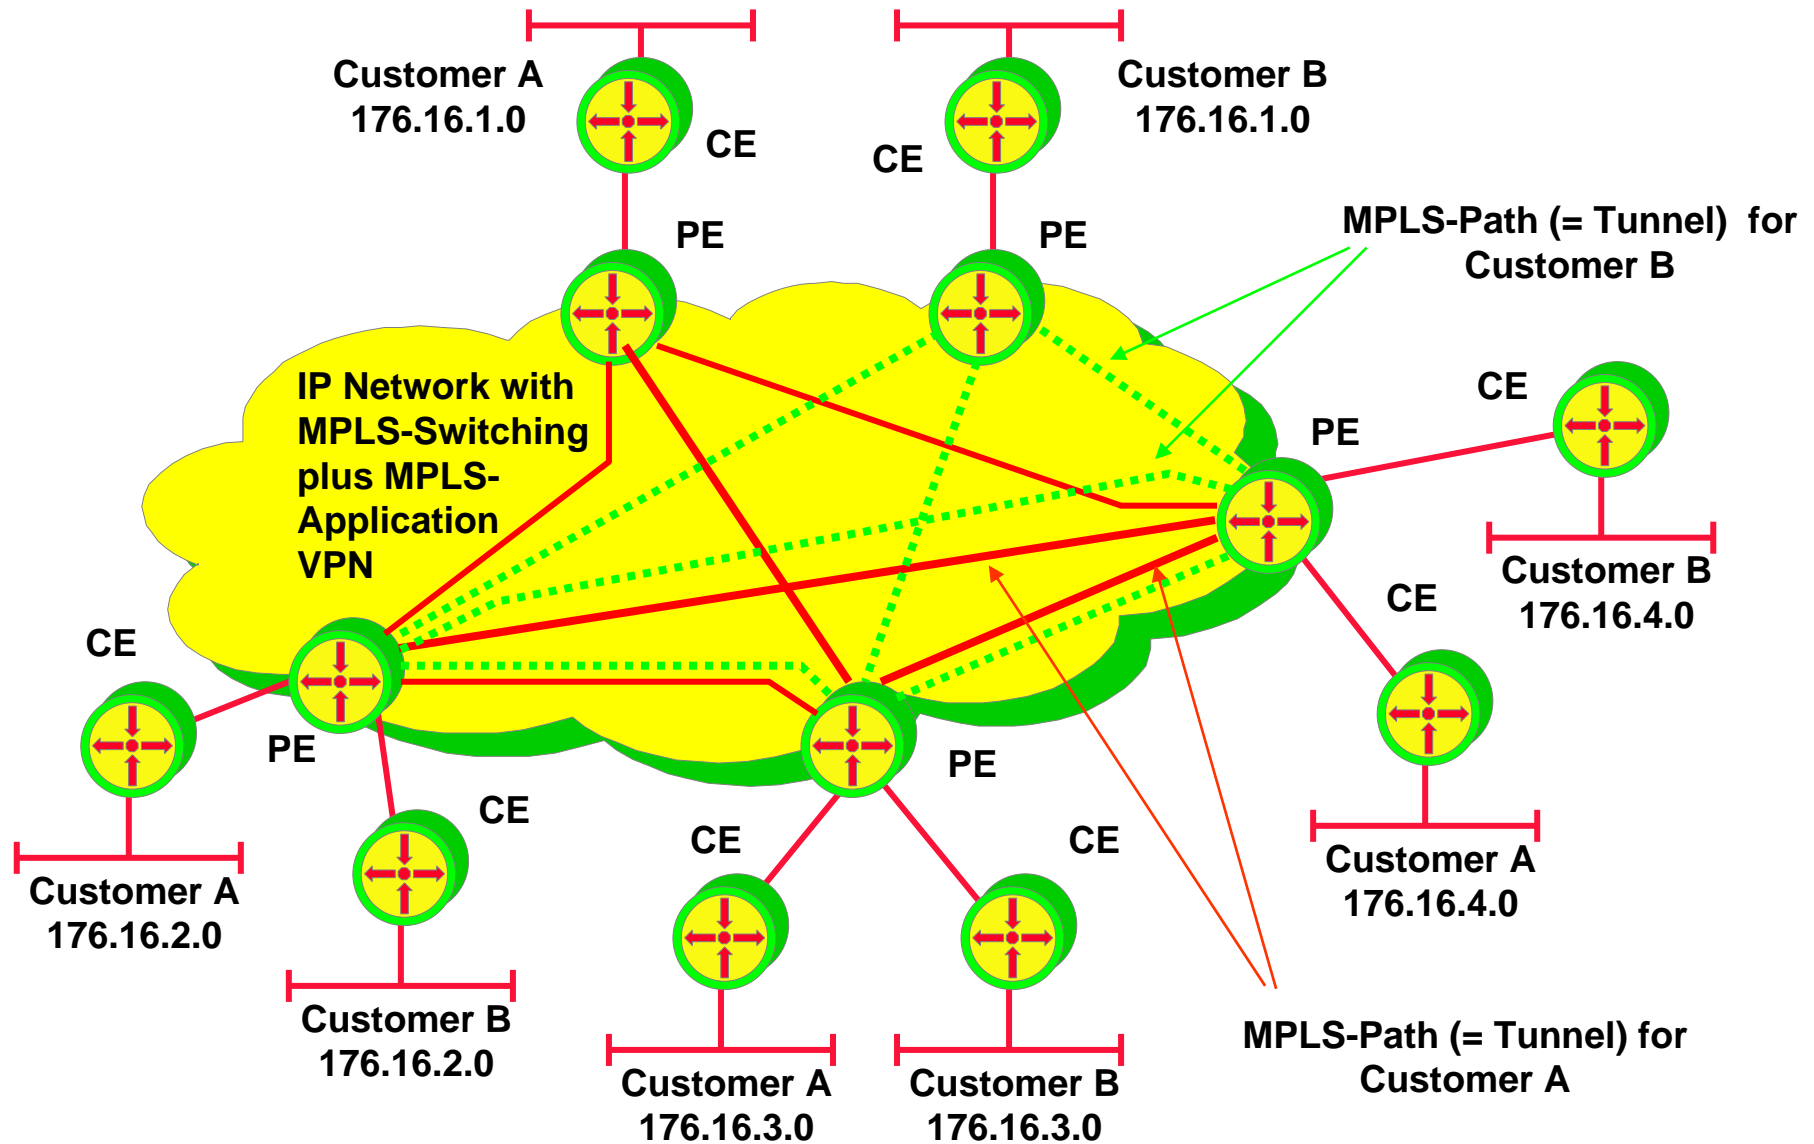 Customer A
176.16.1.0
CE
PE
Customer B
176.16.1.0
CE
PE
MPLS-Path (= Tunnel) for
Customer B
IP Network with
MPLS-Switching
plus MPLS-
Application
VPN
CE
PE
Customer B
176.16.4.0
CE
Customer A
176.16.4.0
CE
PE
Customer A
176.16.2.0
CE
Customer B
176.16.2.0
PE
CE
CE
Customer A
176.16.3.0
Customer B
176.16.3.0
MPLS-Path (= Tunnel) for
Customer A